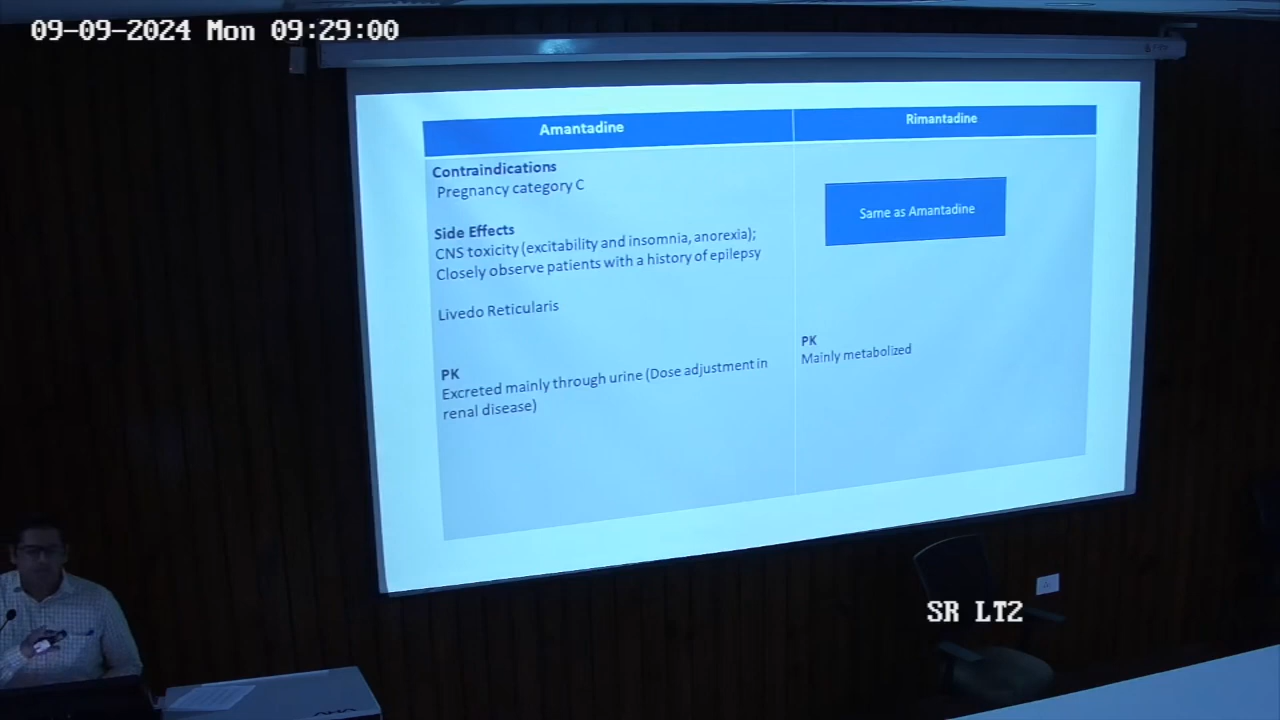 09-09-2024 Mon 09:29:00
Amantadine
Rimantadine
Contraindications
Pregnancy category C
Side Effects
CNS toxicity (excitability and insomnia, anorexia);
Closely observe patients with a history of epilepsy
Livedo Reticularis
PK
Excreted mainly through urine (Dose adjustment in
renal disease)
Same as Amantadine
PK
Mainly metabolized
SR LT2